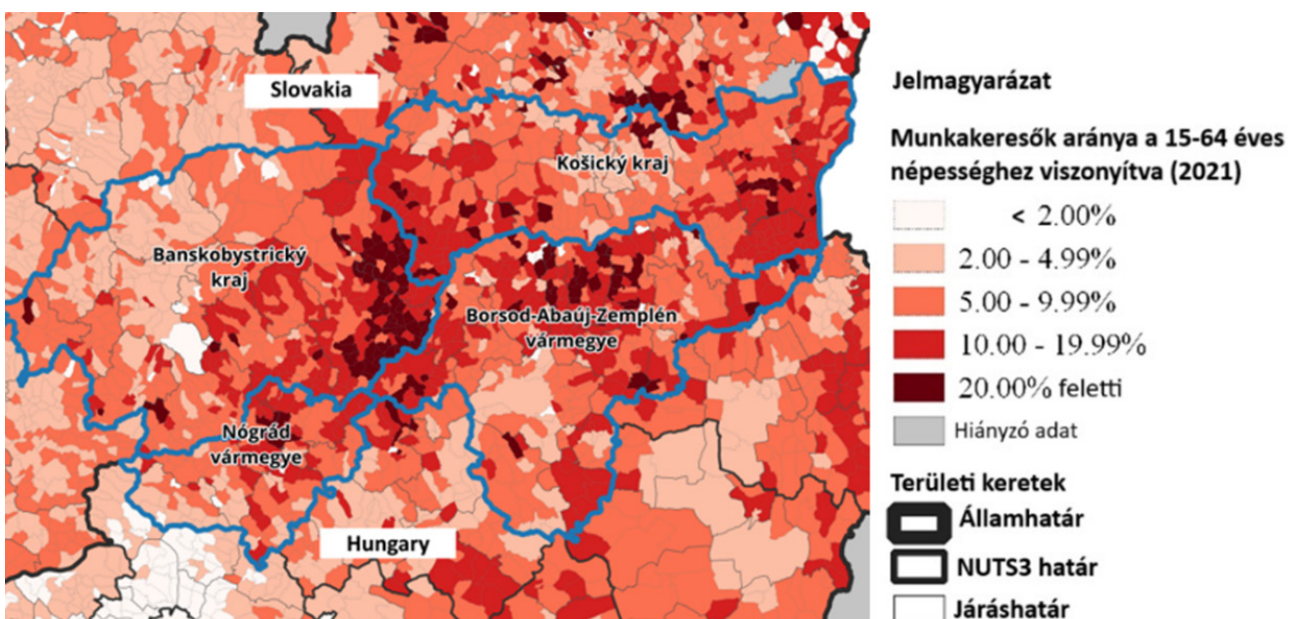 Slovakia
Košický kraj
Banskobystrický
kraj
Borsod-Abaúj-Zemplén
vármegye
Nógrád
vármegye
Hungary
Jelmagyarázat
Munkakeresők aránya a 15-64 éves
népességhez viszonyítva (2021)
< 2.00%
2.00 - 4.99%
5.00 - 9.99%
10.00 - 19.99%
20.00% feletti
Hiányzó adat
Területi keretek
Államhatár
NUTS3 határ
Járáshatár